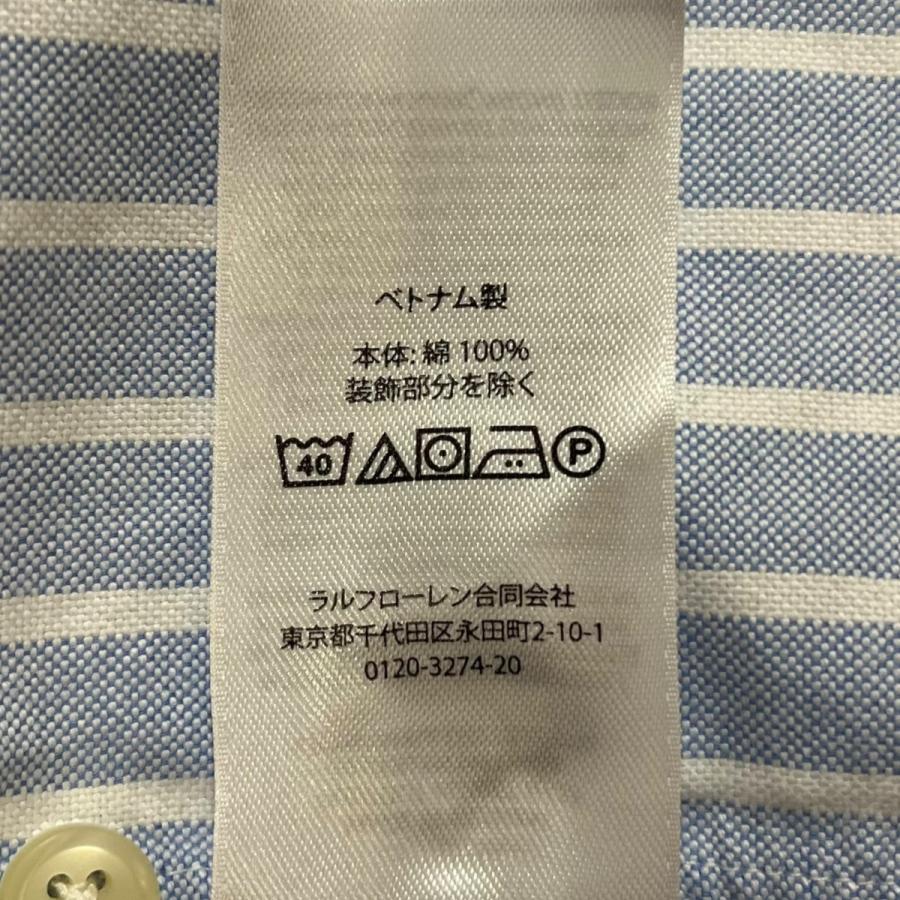 ベトナム製
本体: 綿 100%
装飾部分を除く
40 P
ラルフローレン合同会社
東京都千代田区永田町2-10-1
0120-3274-20